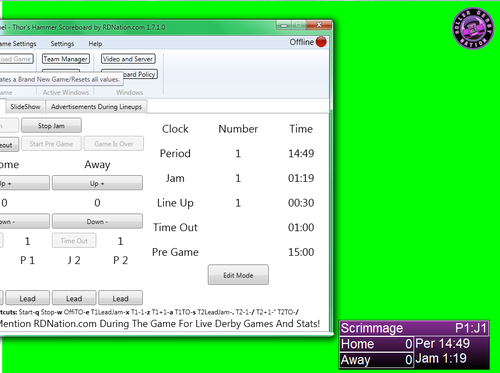 nel - Thor's Hammer Scoreboard by RDNation.com 1.7.1.0
ame Settings Settings Help Offline
Load Game Team Manager Video and Server
ates a Brand New Game/Resets all values. board Policy
ame Active Windows Windows
SlideShow Advertisements During Lineups
m Stop Jam
meout Start Pre Game Game Is Over
ome Away
Up + Up +
0 0
own - Down -
1 Time Out 1
P 1 J 2 P 2
Lead Lead Lead
Clock Number Time
Period 1 14:49
Jam 1 01:19
Line Up 1 00:30
Time Out 01:00
Pre Game 15:00
Edit Mode
rtcuts: Start-q Stop-w OffiTO-e T1LeadJam-x T1-1-z T1+1-a T1TO-s T2LeadJam-. T2-1-/ T2+1-' T2TO-/
Mention RDNation.com During The Game For Live Derby Games And Stats!
ROLLER DERBY NATION
Scrimmage P1:J1
Home 0 Per 14:49
Away 0 Jam 1:19